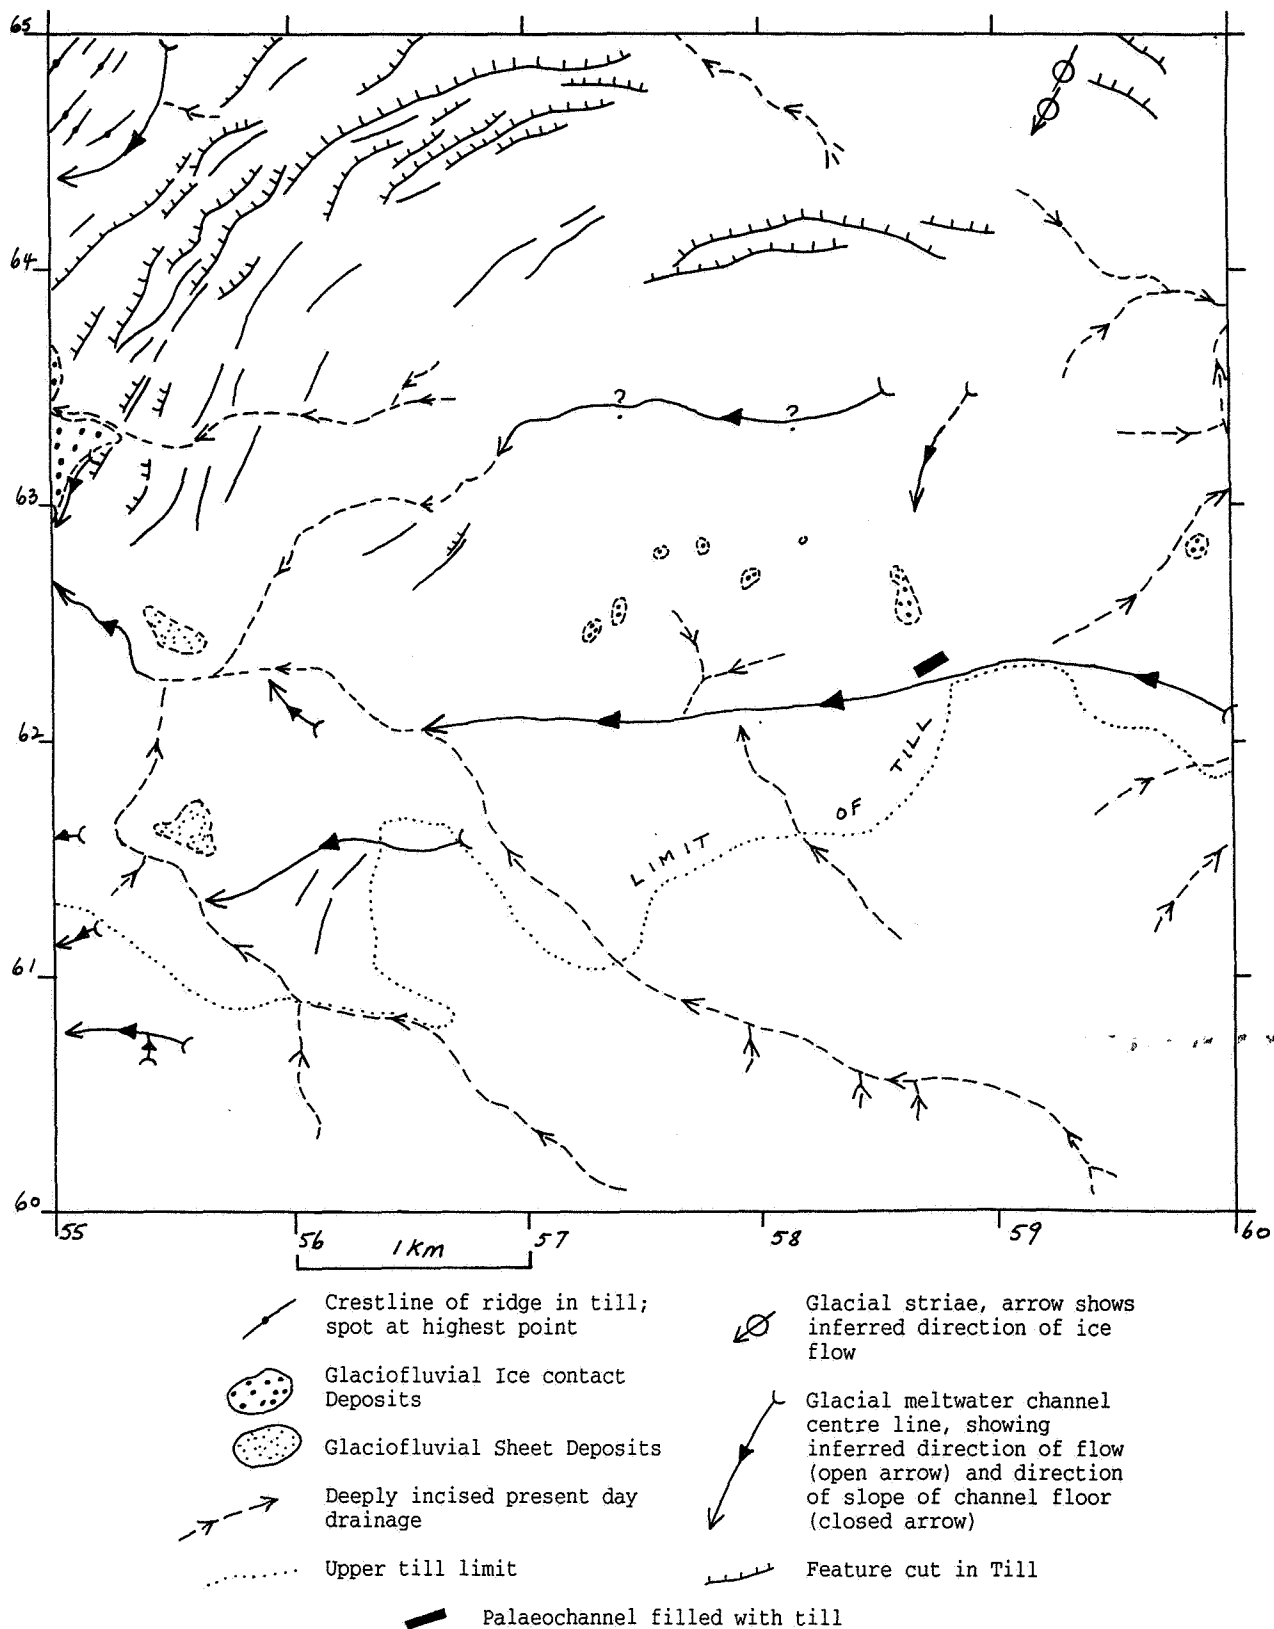 65
64
?
?
63
62
TILL
OF
LIMIT
61
60
55
56
57
58
59
60
1 Km
Crestline of ridge in till;
spot at highest point
Glaciofluvial Ice contact
Deposits
Glaciofluvial Sheet Deposits
Deeply incised present day
drainage
Upper till limit
Glacial striae, arrow shows
inferred direction of ice
flow
Glacial meltwater channel
centre line, showing
inferred direction of flow
(open arrow) and direction
of slope of channel floor
(closed arrow)
Feature cut in Till
Palaeochannel filled with till